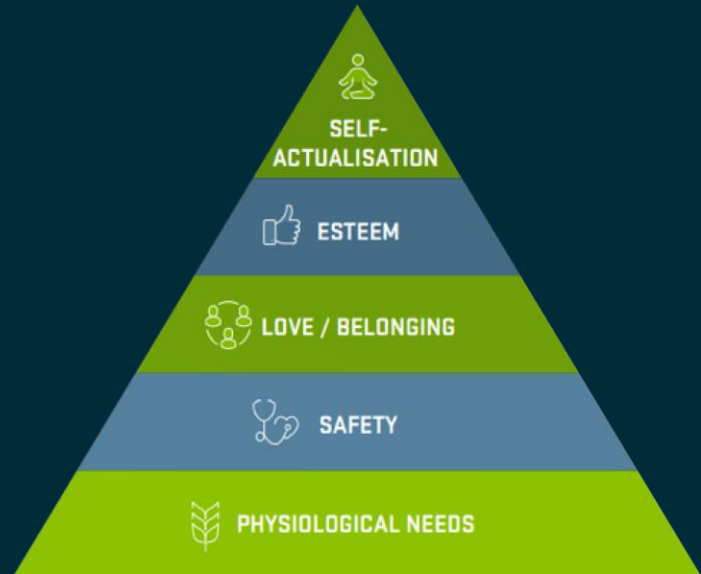 SELF-
ACTUALISATION
ESTEEM
LOVE / BELONGING
SAFETY
PHYSIOLOGICAL NEEDS